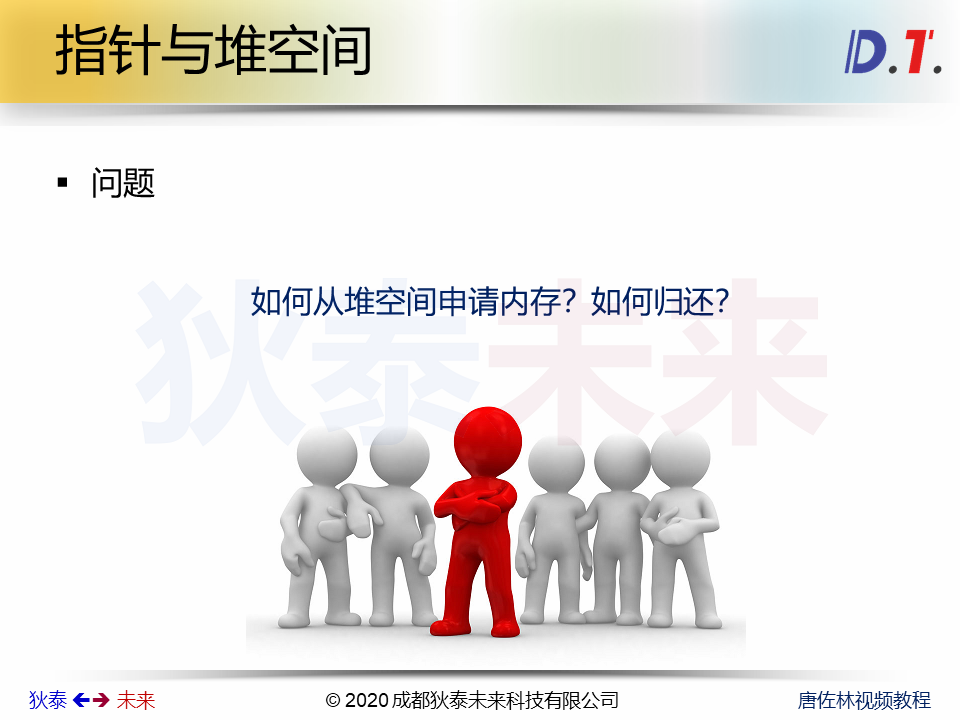 指针与堆空间
D.T.
▪ 问题
如何从堆空间申请内存？如何归还？
狄泰未来
狄泰 🡸🡺 未来
© 2020 成都狄泰未来科技有限公司
唐佐林视频教程